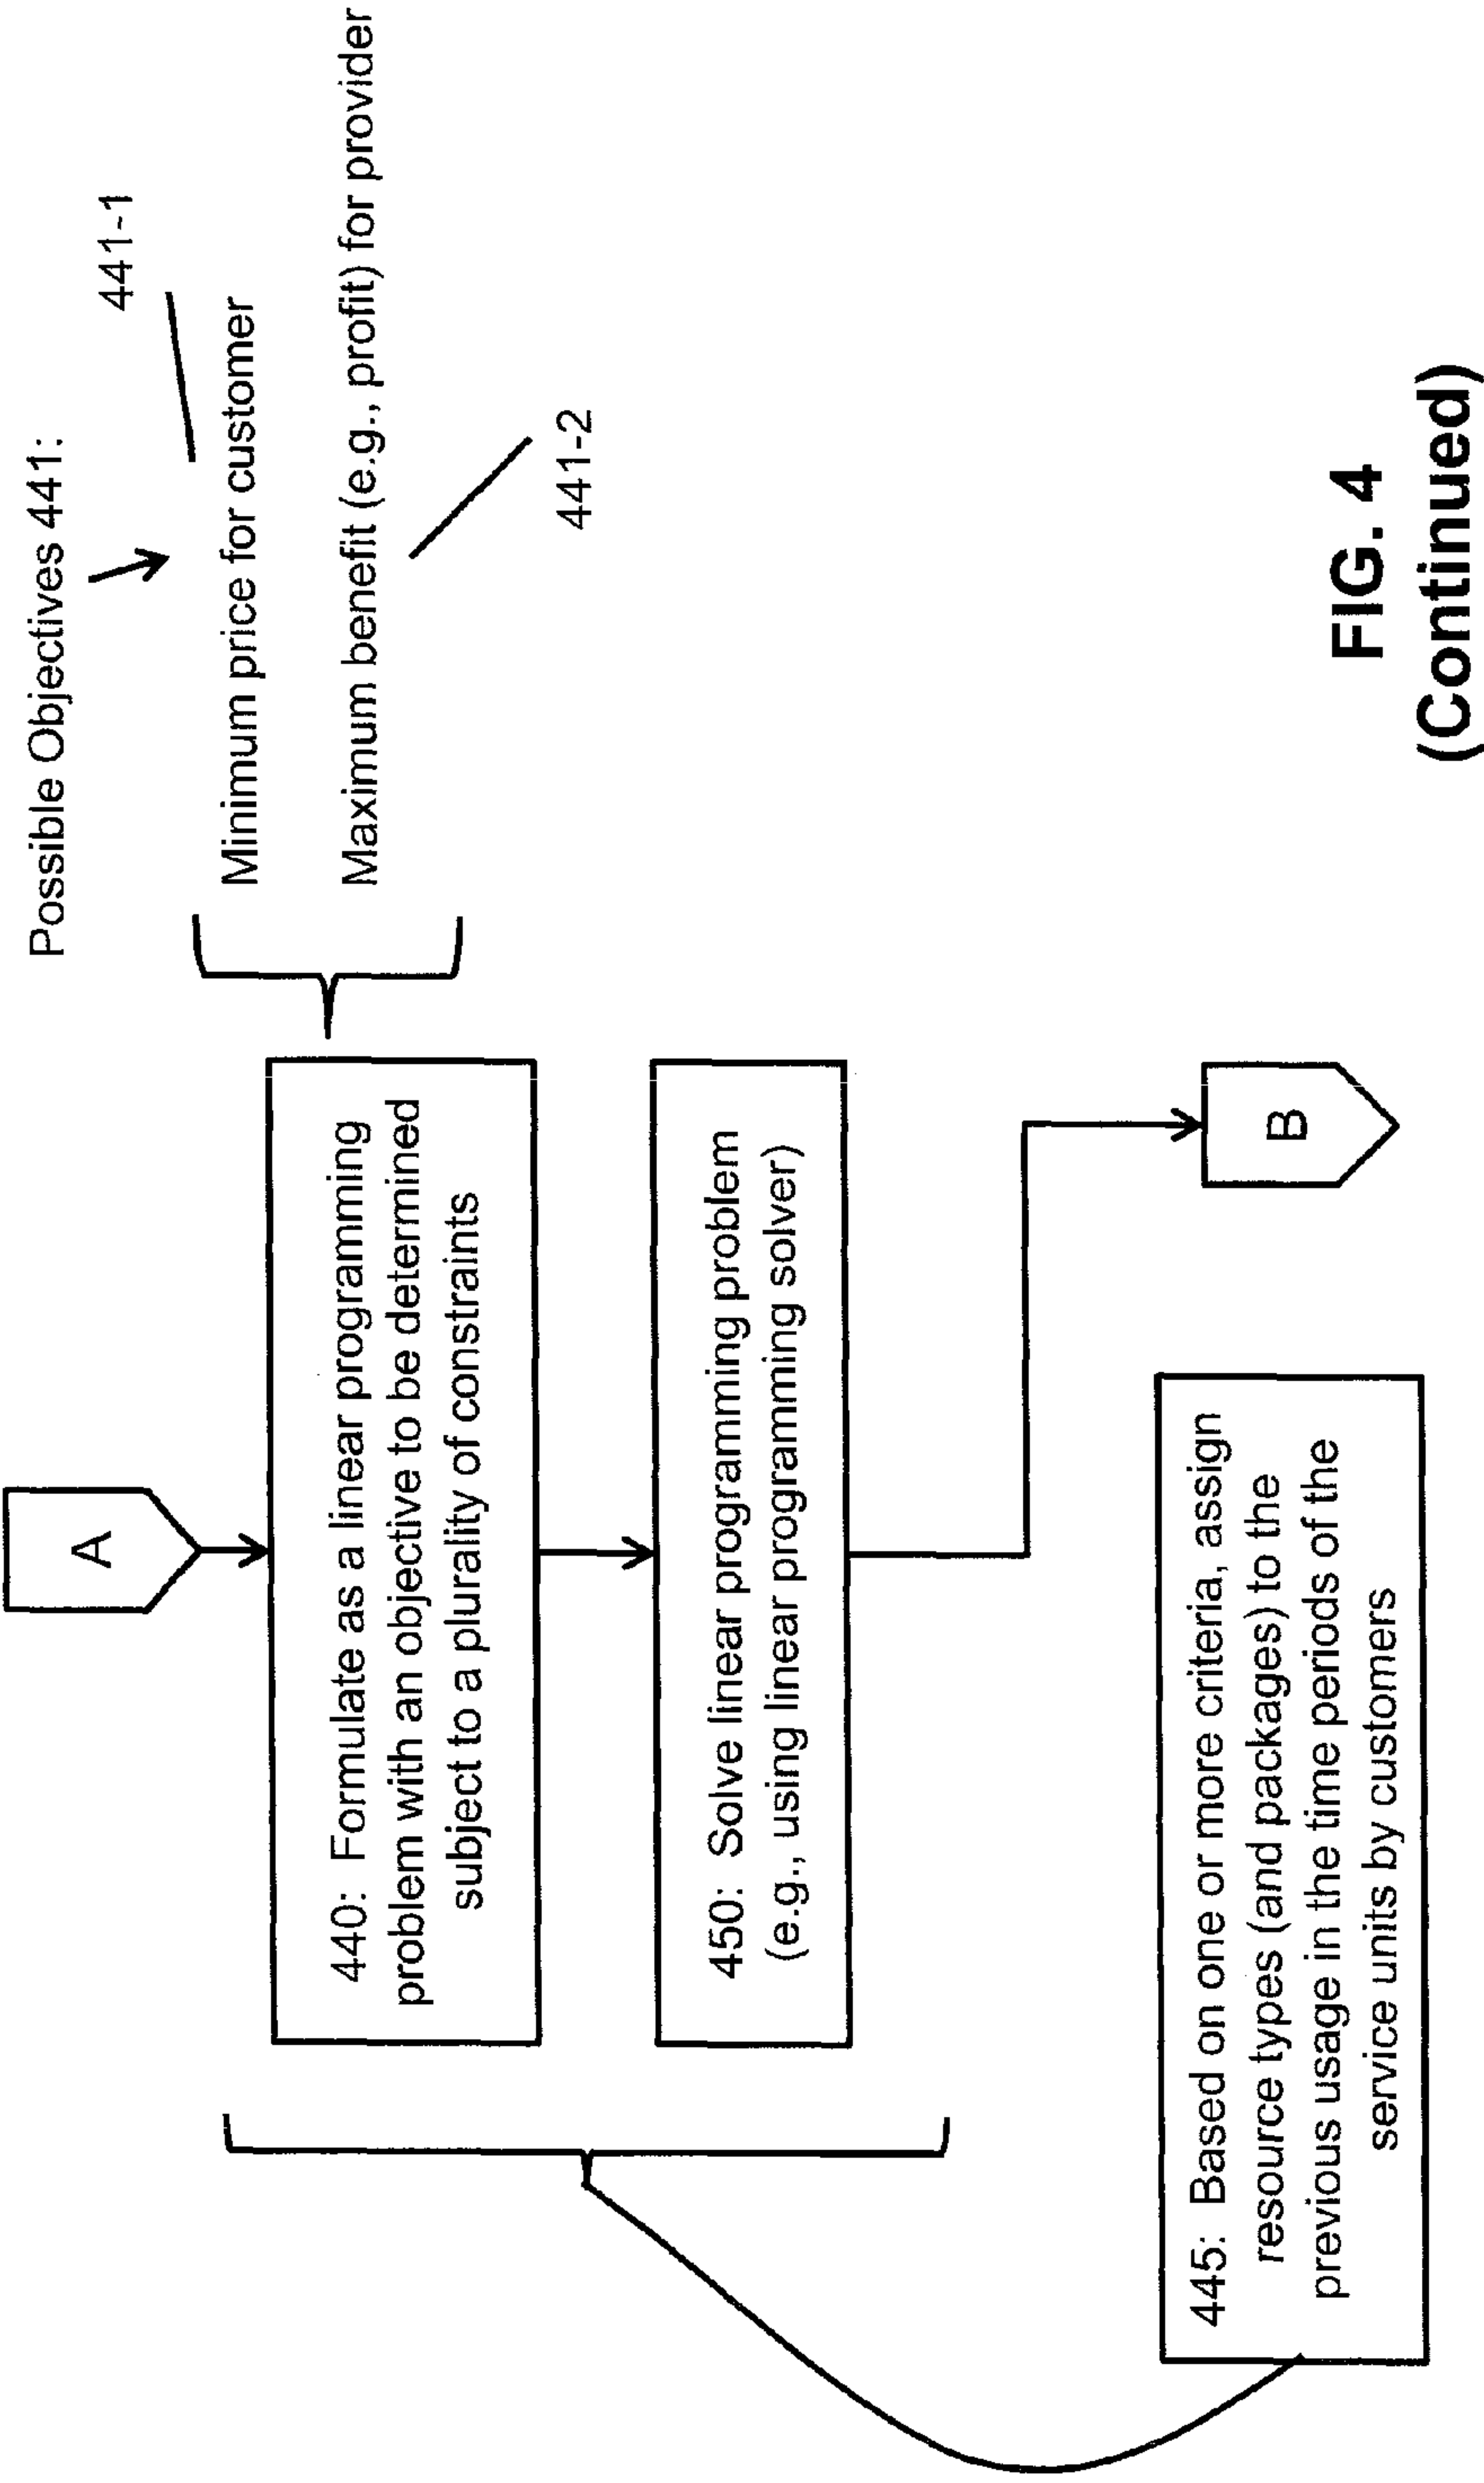 A
Possible Objectives 441:
441-1
Minimum price for customer
Maximum benefit (e.g., profit) for provider
441-2
440: Formulate as a linear programming
problem with an objective to be determined
subject to a plurality of constraints
450: Solve linear programming problem
(e.g., using linear programming solver)
B
445: Based on one or more criteria, assign
resource types (and packages) to the
previous usage in the time periods of the
service units by customers
FIG. 4
(Continued)